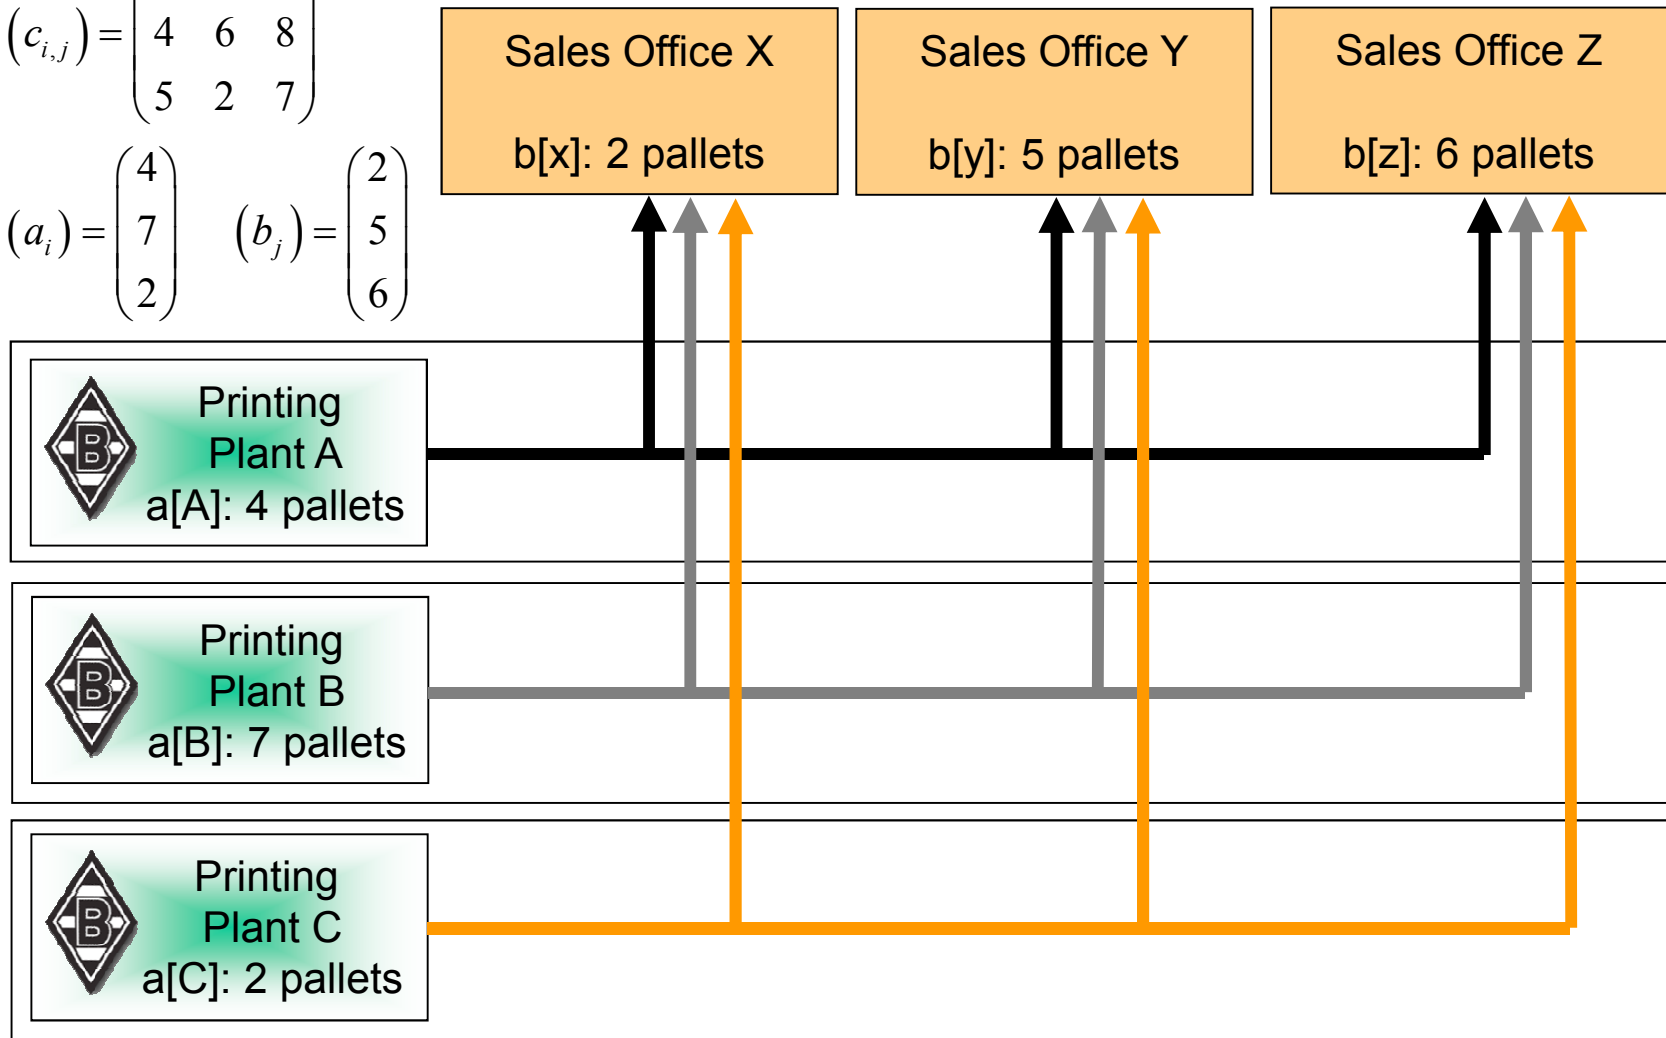 (c_{i,j}) = ( 4 6 8
5 2 7 )
(a_i) = ( 4
7
2 )
(b_j) = ( 2
5
6 )
Sales Office X
b[x]: 2 pallets
Sales Office Y
b[y]: 5 pallets
Sales Office Z
b[z]: 6 pallets
B
Printing
Plant A
a[A]: 4 pallets
B
Printing
Plant B
a[B]: 7 pallets
B
Printing
Plant C
a[C]: 2 pallets